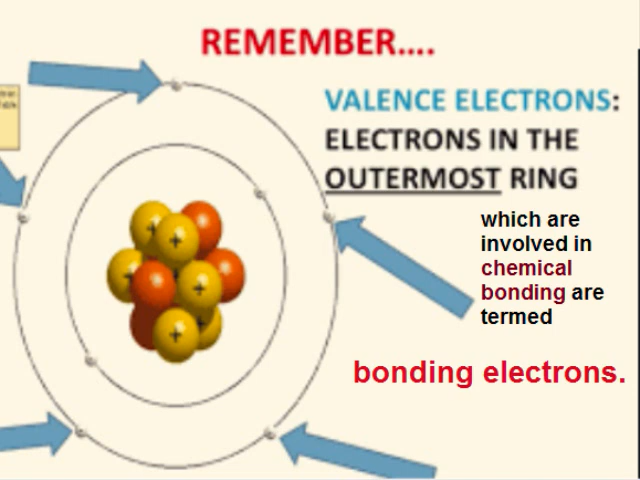 REMEMBER....
VALENCE ELECTRONS:
ELECTRONS IN THE
OUTERMOST RING
which are
involved in
chemical
bonding are
termed
bonding electrons.
+
+
+
+
+
+